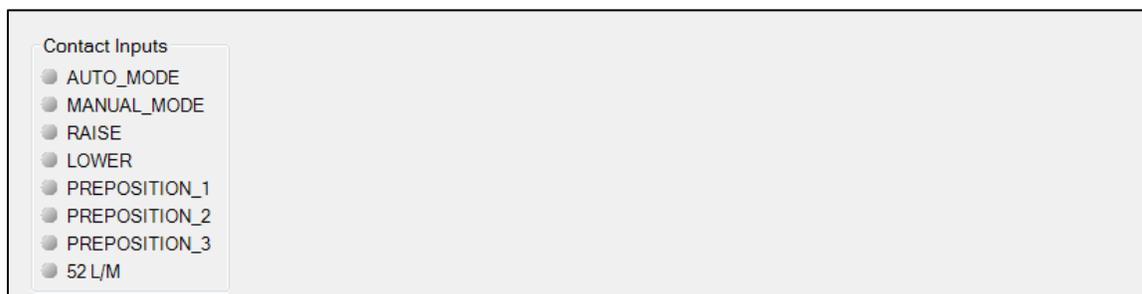 Contact Inputs
AUTO_MODE
MANUAL_MODE
RAISE
LOWER
PREPOSITION_1
PREPOSITION_2
PREPOSITION_3
52 L/M